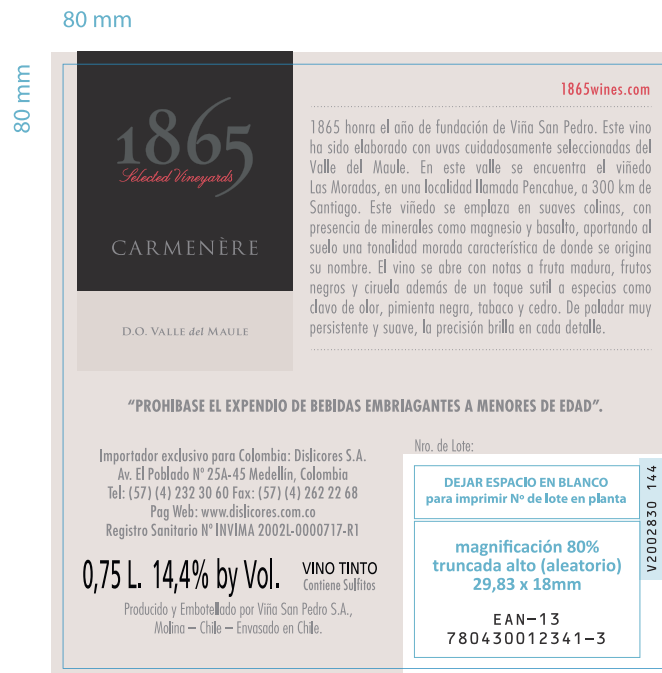 80 mm
80 mm
1865
Selected Vineyards
CARMENÈRE
D.O. VALLE del MAULE
1865wines.com
1865 honra el año de fundación de Viña San Pedro. Este vino
ha sido elaborado con uvas cuidadosamente seleccionadas del
Valle del Maule. En este valle se encuentra el viñedo
Las Moradas, en una localidad llamada Pencahue, a 300 km de
Santiago. Este viñedo se emplaza en suaves colinas, con
presencia de minerales como magnesio y basalto, aportando al
suelo una tonalidad morada característica de donde se origina
su nombre. El vino se abre con notas a fruta madura, frutos
negros y ciruela además de un toque sutil a especias como
clavo de olor, pimienta negra, tabaco y cedro. De paladar muy
persistente y suave, la precisión brilla en cada detalle.
“PROHIBASE EL EXPENDIO DE BEBIDAS EMBRIAGANTES A MENORES DE EDAD”.
Importador exclusivo para Colombia: Dislicores S.A.
Av. El Poblado N° 25A-45 Medellín, Colombia
Tel: (57) (4) 232 30 60 Fax: (57) (4) 262 22 68
Pag Web: www.dislicores.com.co
Registro Sanitario N° INVIMA 2002L-0000717-R1
0,75 L. 14,4% by Vol.
VINO TINTO
Contiene Sulfitos
Producido y Embotellado por Viña San Pedro S.A.,
Molina – Chile – Envasado en Chile.
Nro. de Lote:
DEJAR ESPACIO EN BLANCO
para imprimir Nº de lote en planta
magnificación 80%
truncada alto (aleatorio)
29,83 x 18mm
EAN-13
780430012341-3
V2002830 144